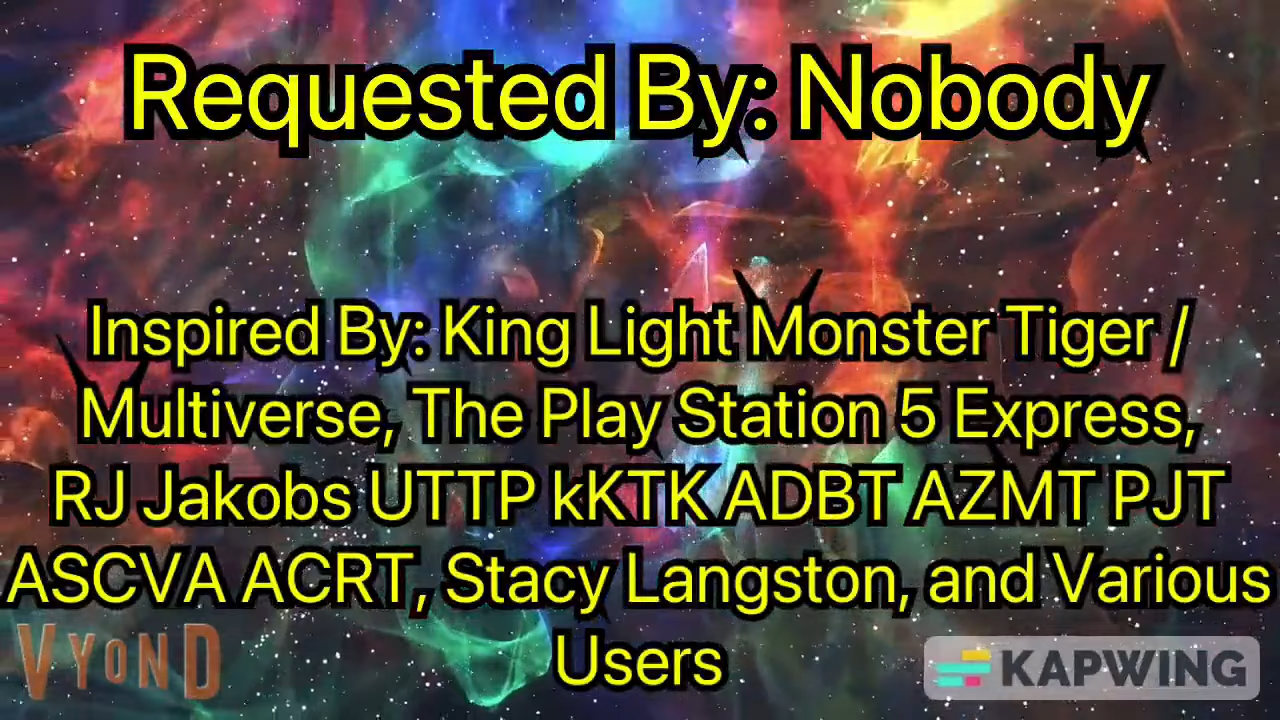 Requested By: Nobody
Inspired By: King Light Monster Tiger /
Multiverse, The Play Station 5 Express,
RJ Jakobs UTTP kKTK ADBT AZMT PJT
ASCVA ACRT, Stacy Langston, and Various
Users
VYOND
KAPWING